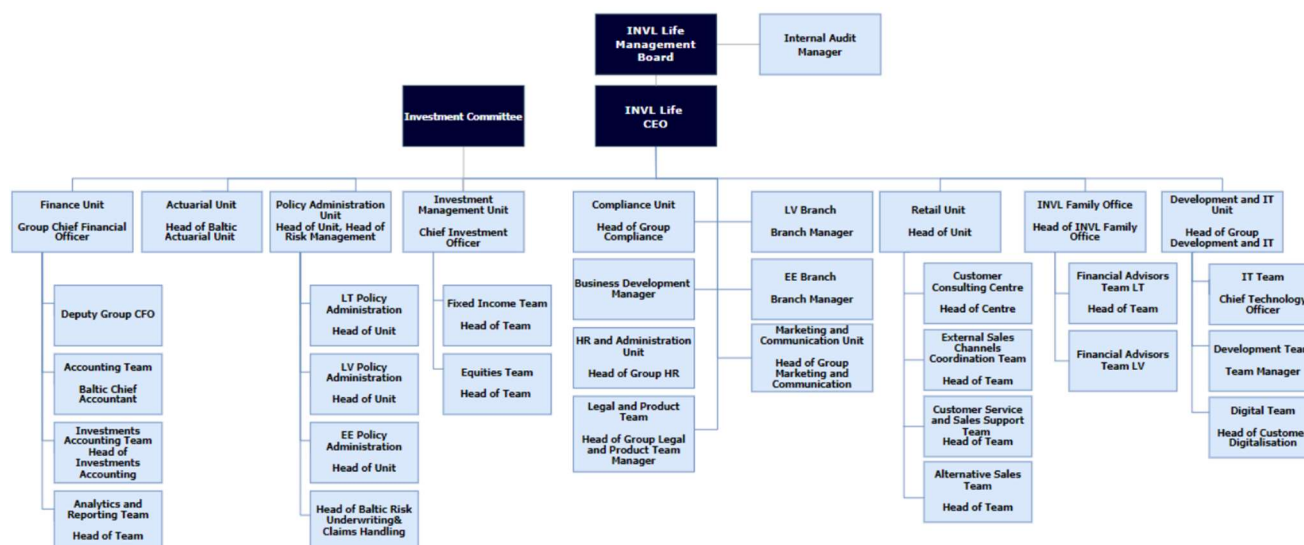 INVL Life
Management
Board
Internal Audit
Manager
Investment Committee
INVL Life
CEO
Finance Unit
Group Chief Financial
Officer
Actuarial Unit
Head of Baltic
Actuarial Unit
Policy Administration
Unit
Head of Unit, Head of
Risk Management
Investment
Management Unit
Chief Investment
Officer
Compliance Unit
Head of Group
Compliance
LV Branch
Branch Manager
Retail Unit
Head of Unit
INVL Family Office
Head of INVL Family
Office
Development and IT
Unit
Head of Group
Development and IT
Deputy Group CFO
Accounting Team
Baltic Chief
Accountant
Investments
Accounting Team
Head of
Investments
Accounting
Analytics and
Reporting Team
Head of Team
LT Policy
Administration
Head of Unit
LV Policy
Administration
Head of Unit
EE Policy
Administration
Head of Unit
Head of Baltic Risk
Underwriting&
Claims Handling
Fixed Income Team
Head of Team
Equities Team
Head of Team
Business Development
Manager
HR and Administration
Unit
Head of Group HR
Legal and Product
Team
Head of Group Legal
and Product Team
Manager
EE Branch
Branch Manager
Marketing and
Communication Unit
Head of Group
Marketing and
Communication
Customer
Consulting Centre
Head of Centre
External Sales
Channels
Coordination Team
Head of Team
Customer Service
and Sales Support
Team
Head of Team
Alternative Sales
Team
Head of Team
Financial Advisors
Team LT
Head of Team
Financial Advisors
Team LV
IT Team
Chief Technology
Officer
Development Team
Team Manager
Digital Team
Head of Customer
Digitalisation